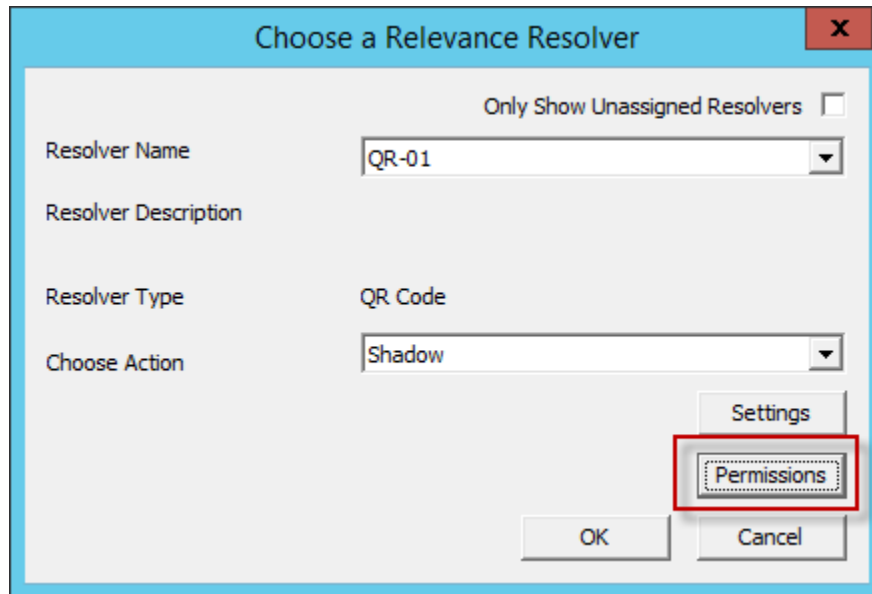 Choose a Relevance Resolver
x
Only Show Unassigned Resolvers
Resolver Name
QR-01
Resolver Description
Resolver Type
QR Code
Choose Action
Shadow
Settings
Permissions
OK
Cancel